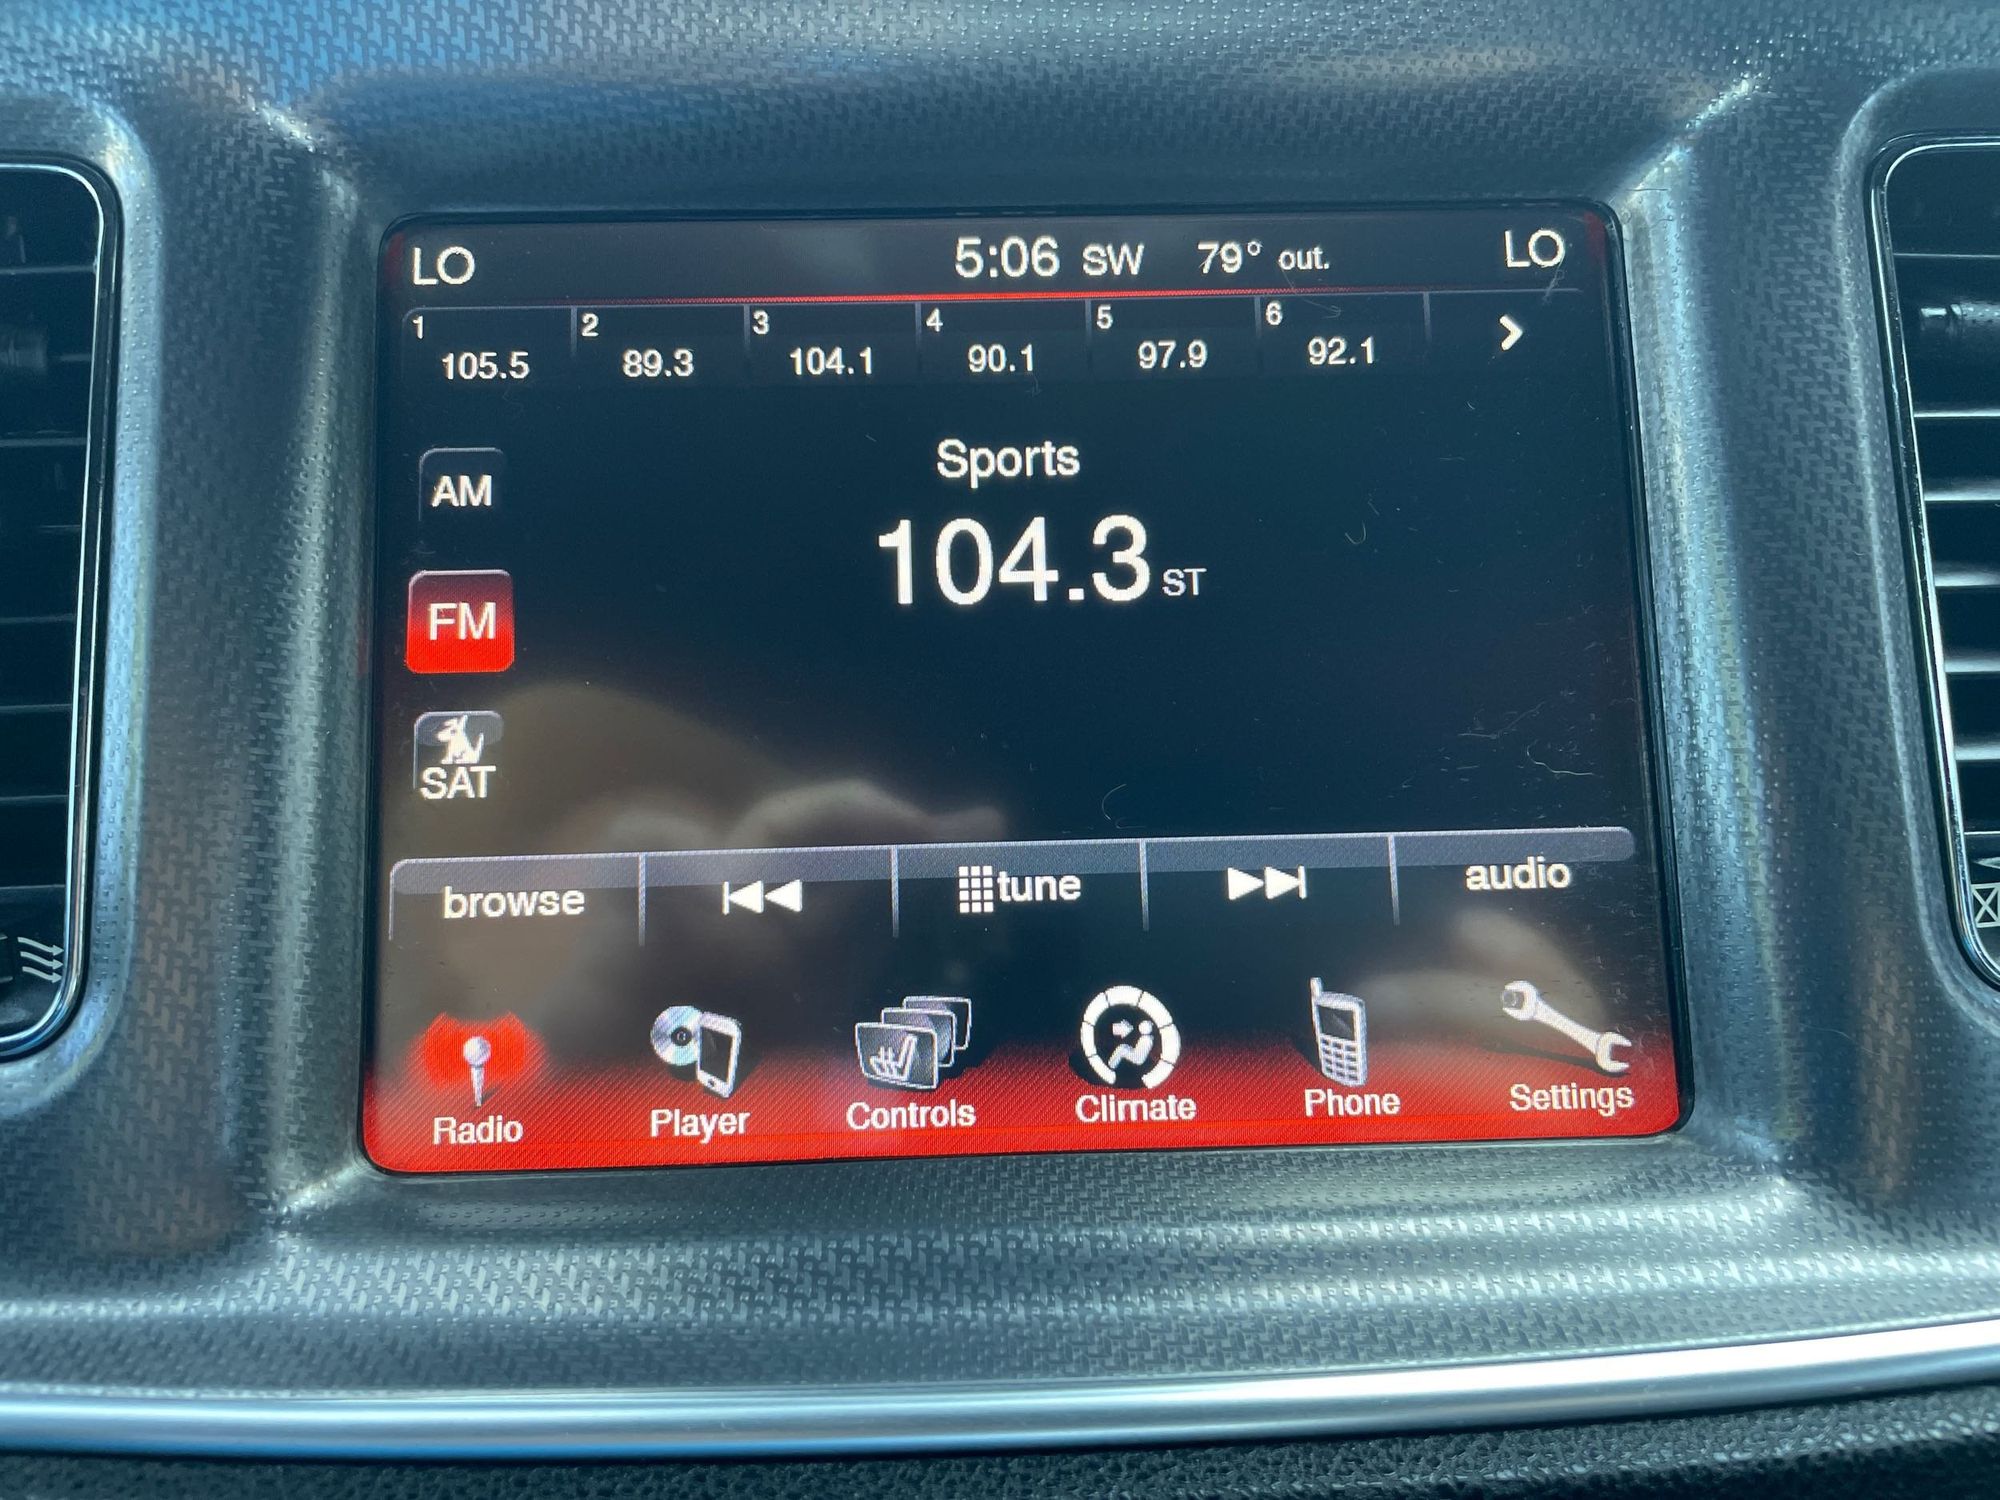 LO 5:06 SW 79° out. LO
1 2 3 4 5 6
105.5 89.3 104.1 90.1 97.9 92.1
Sports
AM
104.3 ST
FM
SAT
browse tune audio
Radio Player Controls Climate Phone Settings